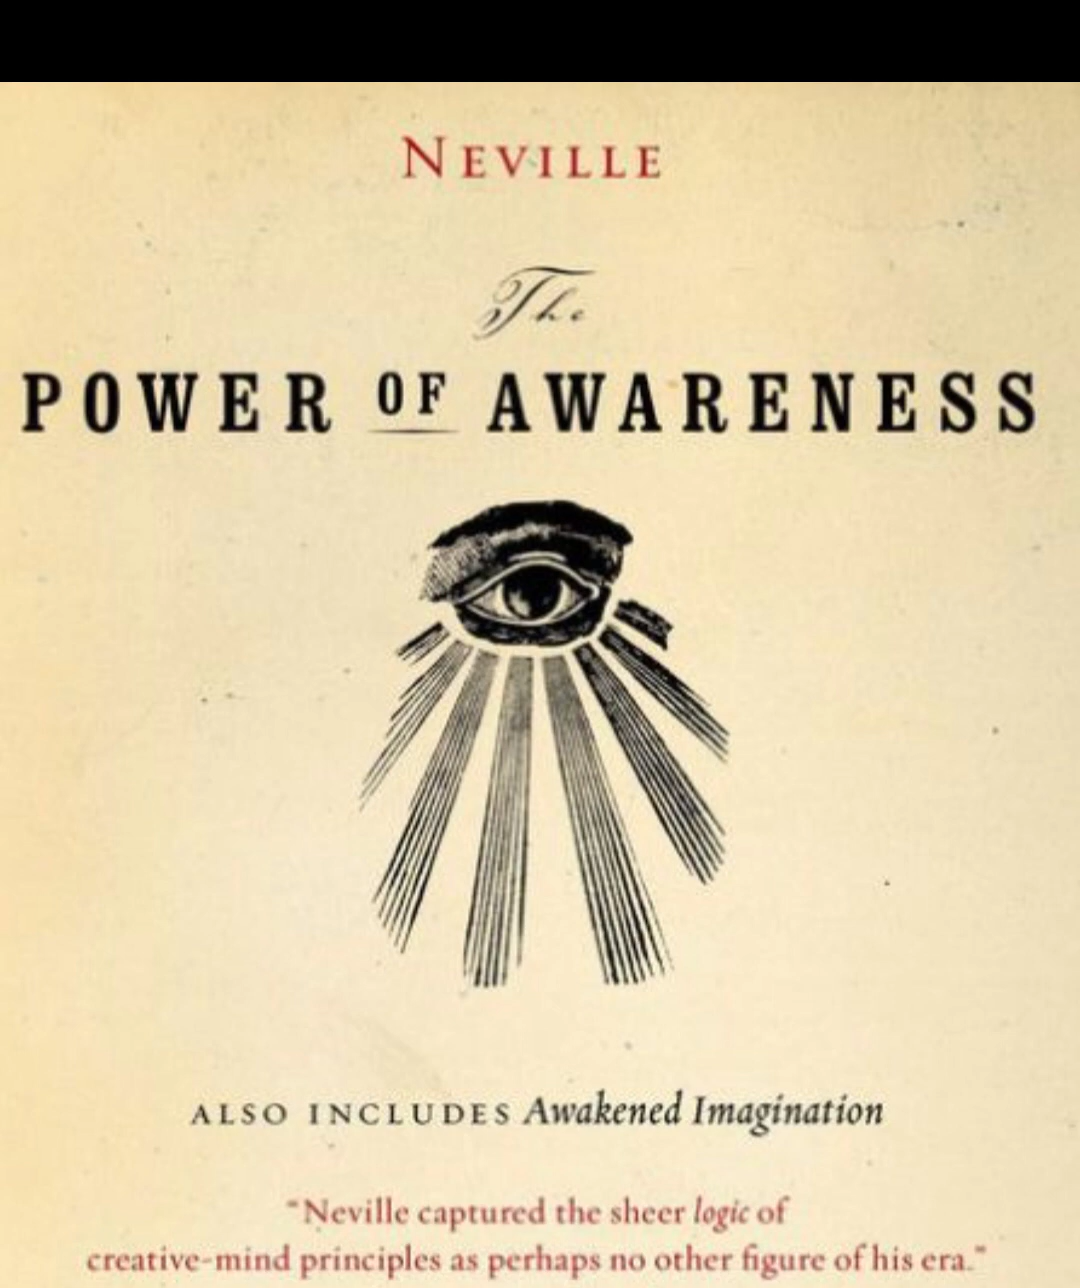 NEVILLE
The
POWER OF AWARENESS
ALSO INCLUDES Awakened Imagination
"Neville captured the sheer logic of
creative-mind principles as perhaps no other figure of his era."